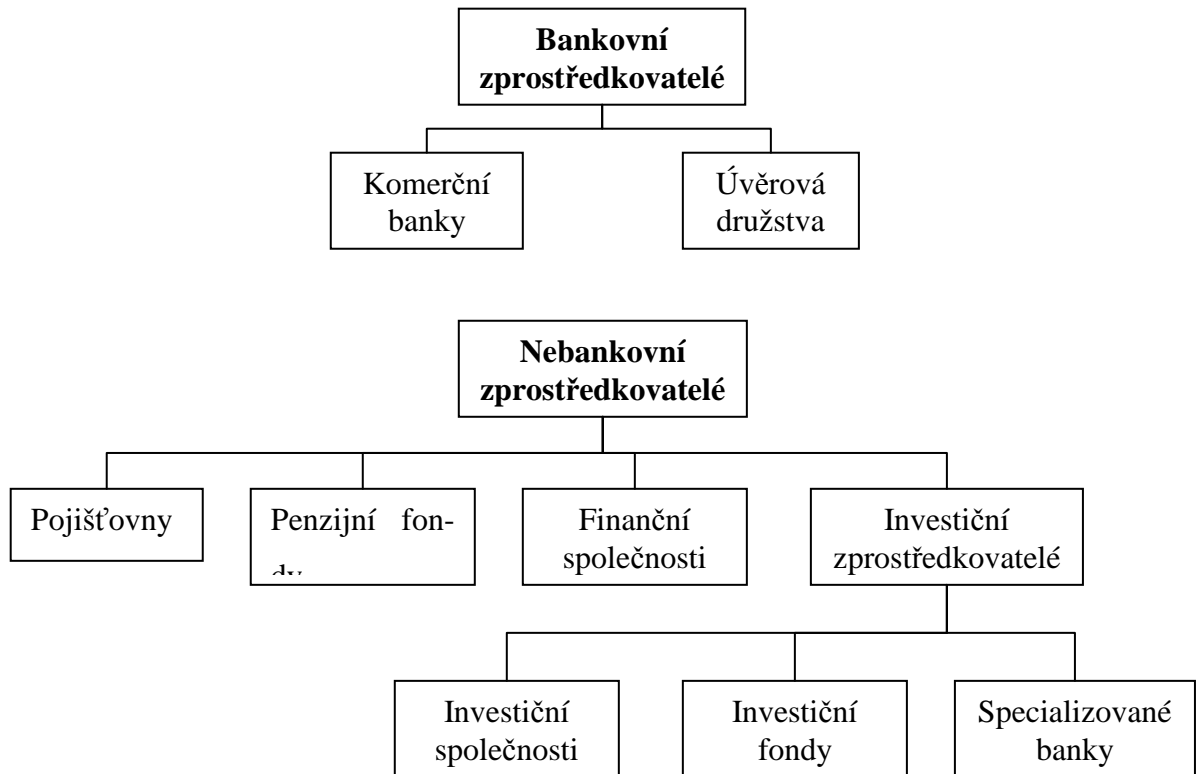 Bankovní
zprostředkovatelé
Komerční
banky
Úvěrová
družstva
Nebankovní
zprostředkovatelé
Pojišťovny
Penzijní fon-
dy
Finanční
společnosti
Investiční
zprostředkovatelé
Investiční
společnosti
Investiční
fondy
Specializované
banky